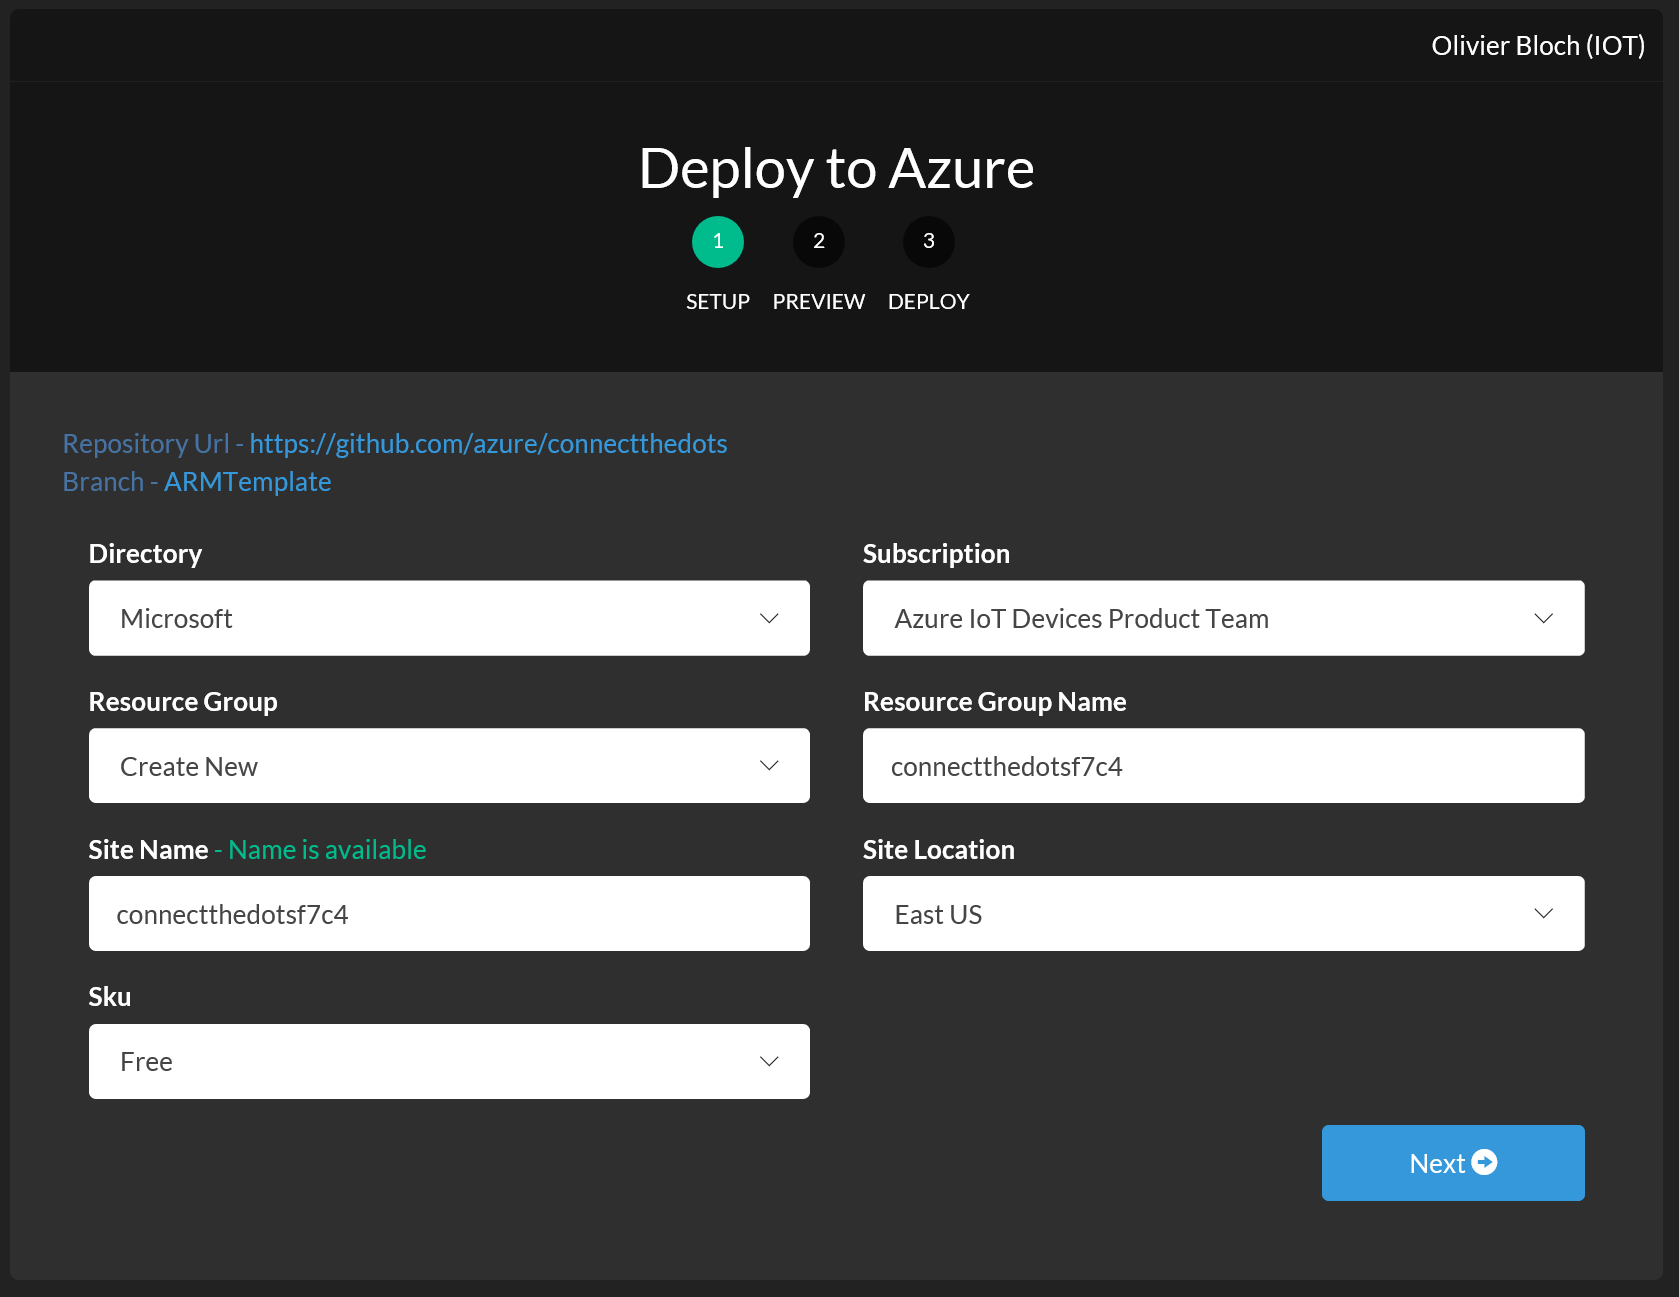 Olivier Bloch (IOT)
Deploy to Azure
1 2 3
SETUP PREVIEW DEPLOY
Repository Url - https://github.com/azure/connectthedots
Branch - ARMTemplate
Directory
Microsoft
Subscription
Azure IoT Devices Product Team
Resource Group
Create New
Resource Group Name
connectthedotsf7c4
Site Name - Name is available
connectthedotsf7c4
Site Location
East US
Sku
Free
Next